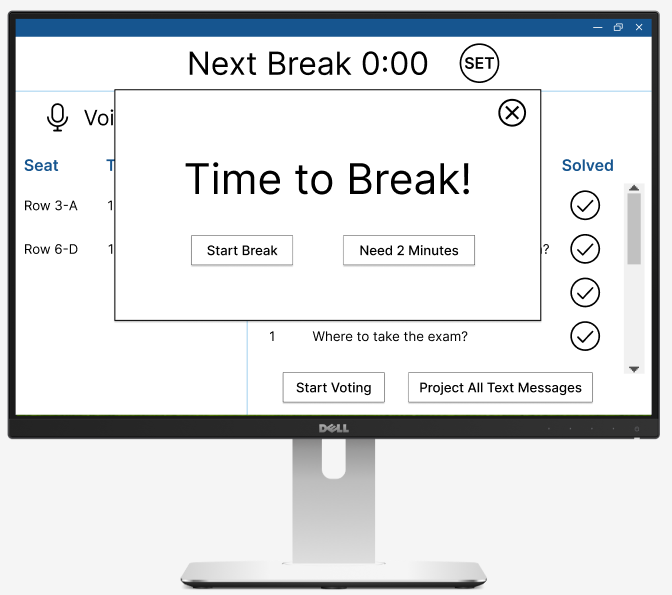 Next Break 0:00 SET
Voi
Time to Break!
Seat T Solved
Row 3-A 1
Row 6-D 1 ?
Start Break Need 2 Minutes
1 Where to take the exam?
Start Voting Project All Text Messages
DELL